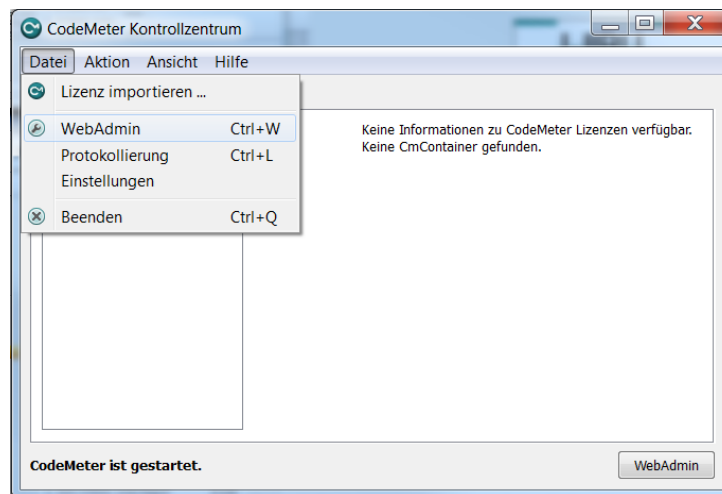 CodeMeter Kontrollzentrum
Datei Aktion Ansicht Hilfe
Lizenz importieren ...
WebAdmin Ctrl+W
Protokollierung Ctrl+L
Einstellungen
Beenden Ctrl+Q
Keine Informationen zu CodeMeter Lizenzen verfügbar.
Keine CmContainer gefunden.
CodeMeter ist gestartet.
WebAdmin